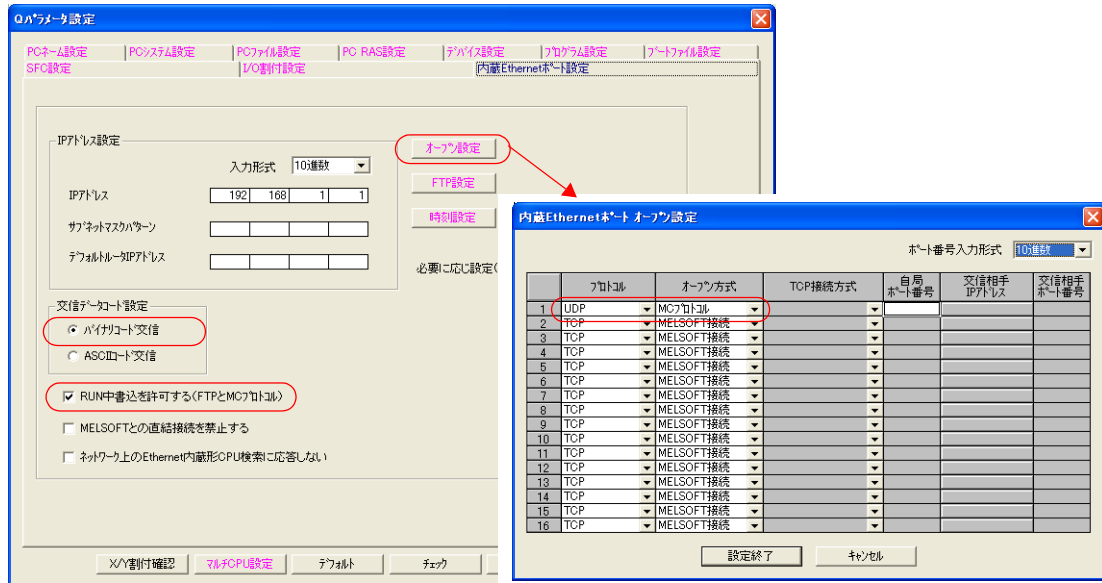 Qパラメータ設定
PCネーム設定 PCシステム設定 PCファイル設定 PC RAS設定 デバイス設定 プログラム設定 ブートファイル設定
SFC設定 I/O割付設定 内蔵Ethernetポート設定
IPアドレス設定
入力形式 10進数
IPアドレス 192 168 1 1
サブネットマスクパターン
デフォルトルータIPアドレス
オープン設定
FTP設定
時刻設定
必要に応じ設定(
交信データコード設定
バイナリコード交信
ASCIIコード交信
RUN中書込を許可する(FTPとMCプロトコル)
MELSOFTとの直結接続を禁止する
ネットワーク上のEthernet内蔵形CPU検索に応答しない
X/Y割付確認 マルチCPU設定 デフォルト チェック
内蔵Ethernetポート オープン設定
ポート番号入力形式 10進数
プロトコル オープン方式 TCP接続方式 自局ポート番号 交信相手IPアドレス 交信相手ポート番号
1 UDP MCプロトコル
2 TCP MELSOFT接続
3 TCP MELSOFT接続
4 TCP MELSOFT接続
5 TCP MELSOFT接続
6 TCP MELSOFT接続
7 TCP MELSOFT接続
8 TCP MELSOFT接続
9 TCP MELSOFT接続
10 TCP MELSOFT接続
11 TCP MELSOFT接続
12 TCP MELSOFT接続
13 TCP MELSOFT接続
14 TCP MELSOFT接続
15 TCP MELSOFT接続
16 TCP MELSOFT接続
設定終了 キャンセル